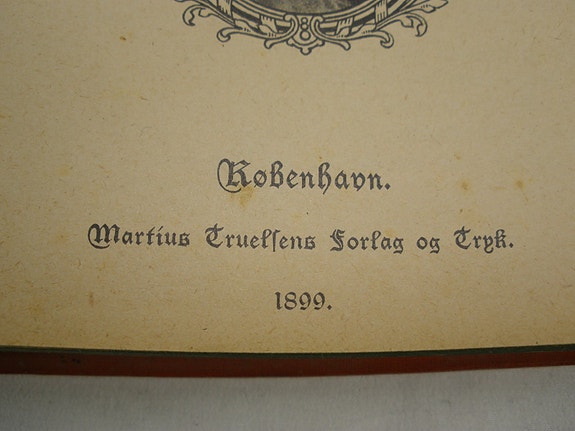 København.
Martius Truelsens Forlag og Tryk.
1899.